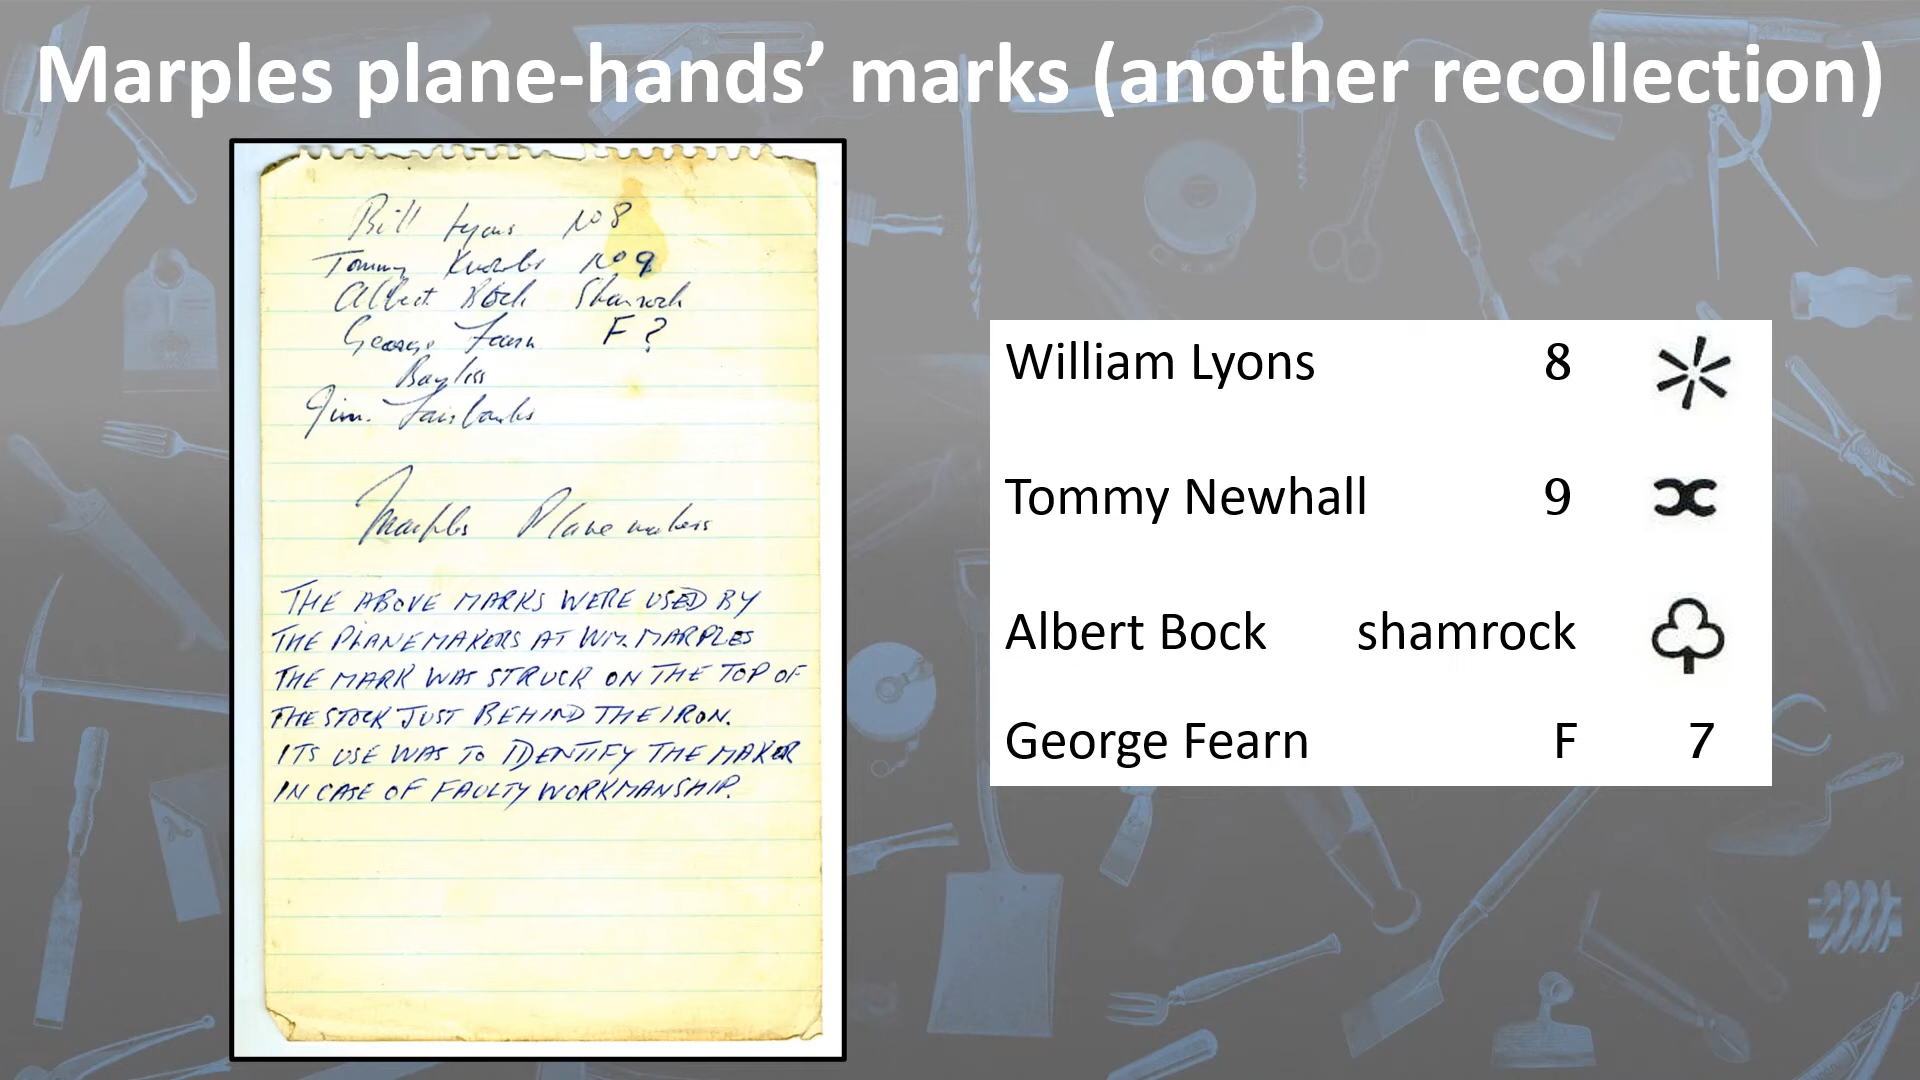 Marples plane-hands’ marks (another recollection)
Bill Lyons No 8
Tommy No 9
Albert Bock Shamrock
George Fearn F ?
Bayliss
Jim. Fairbanks
Marples Plane makers
THE ABOVE MARKS WERE USED BY
THE PLANEMAKERS AT WM. MARPLES
THE MARK WAS STRUCK ON THE TOP OF
THE STOCK JUST BEHIND THE IRON.
ITS USE WAS TO IDENTIFY THE MAKER
IN CASE OF FAULTY WORKMANSHIP.
William Lyons 8
Tommy Newhall 9
Albert Bock shamrock
George Fearn F 7